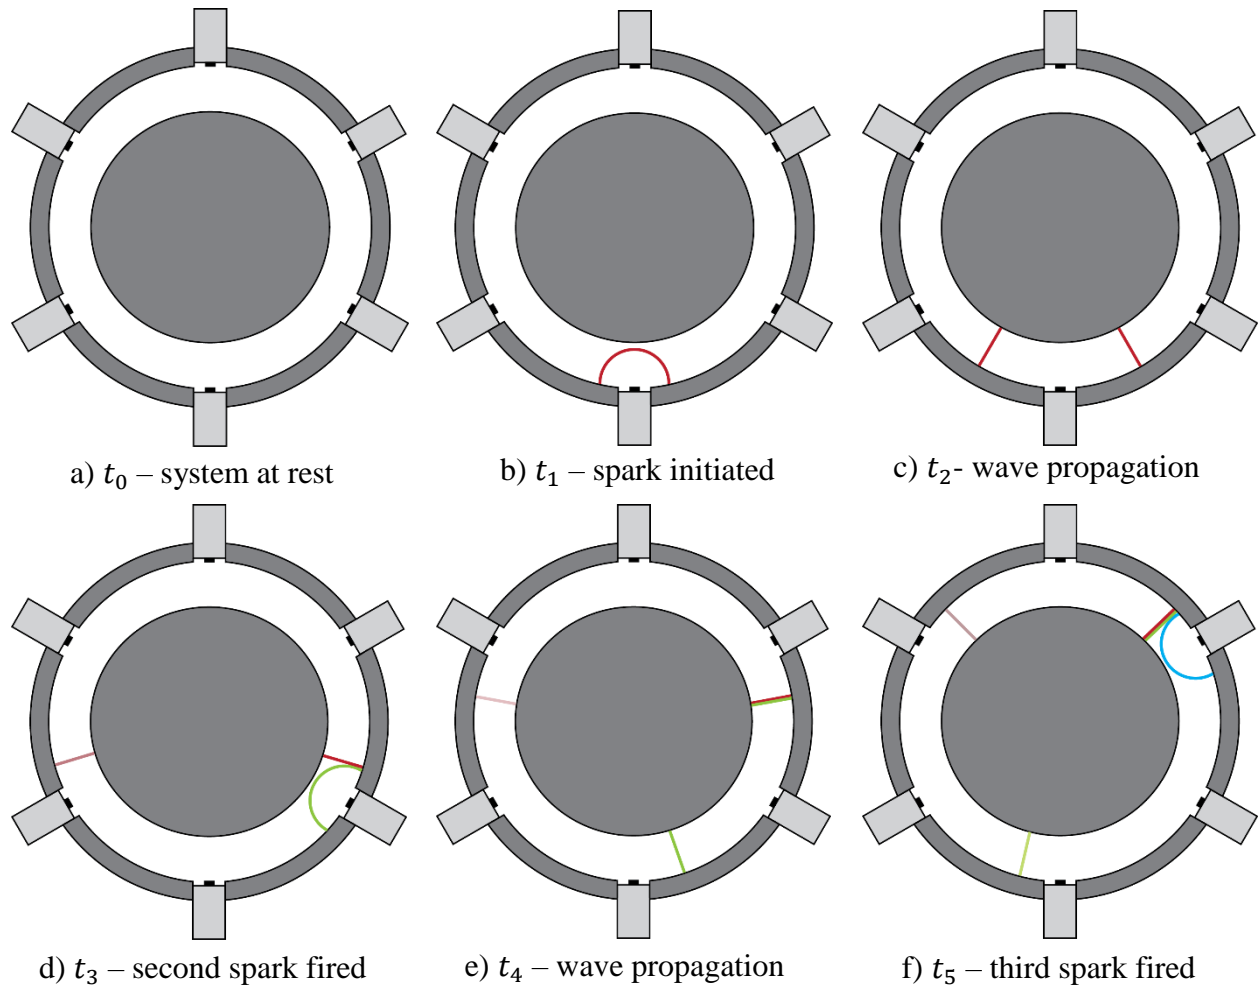 a) t₀ – system at rest
b) t₁ – spark initiated
c) t₂- wave propagation
d) t₃ – second spark fired
e) t₄ – wave propagation
f) t₅ – third spark fired